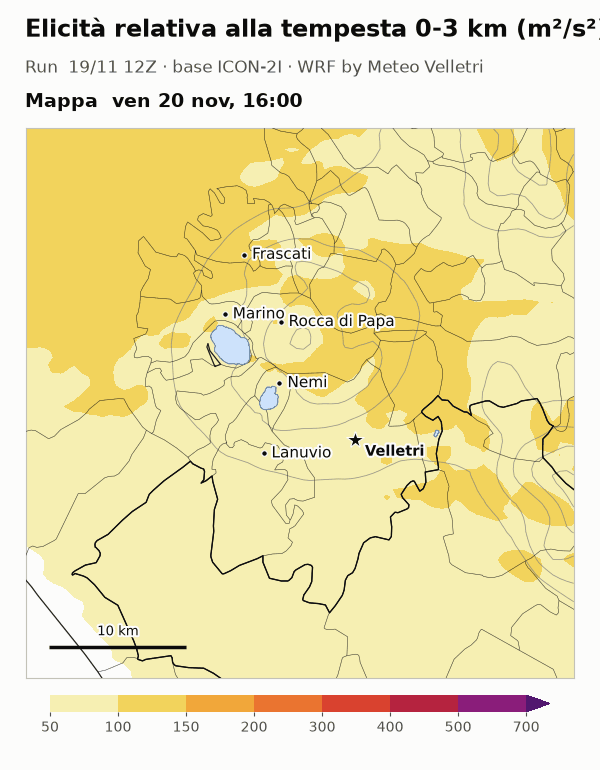 Elicità relativa alla tempesta 0-3 km (m²/s²)
Run  19/11 12Z · base ICON-2I · WRF by Meteo Velletri
Mappa  ven 20 nov, 16:00
Frascati
Marino
Rocca di Papa
Nemi
Velletri
Lanuvio
10 km
50 100 150 200 300 400 500 700